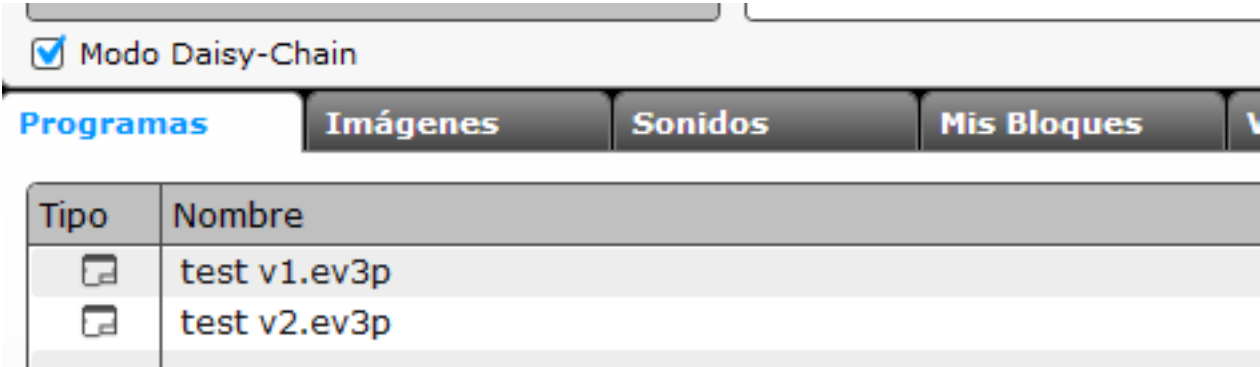 Modo Daisy-Chain
Programas Imágenes Sonidos Mis Bloques
Tipo Nombre
test v1.ev3p
test v2.ev3p